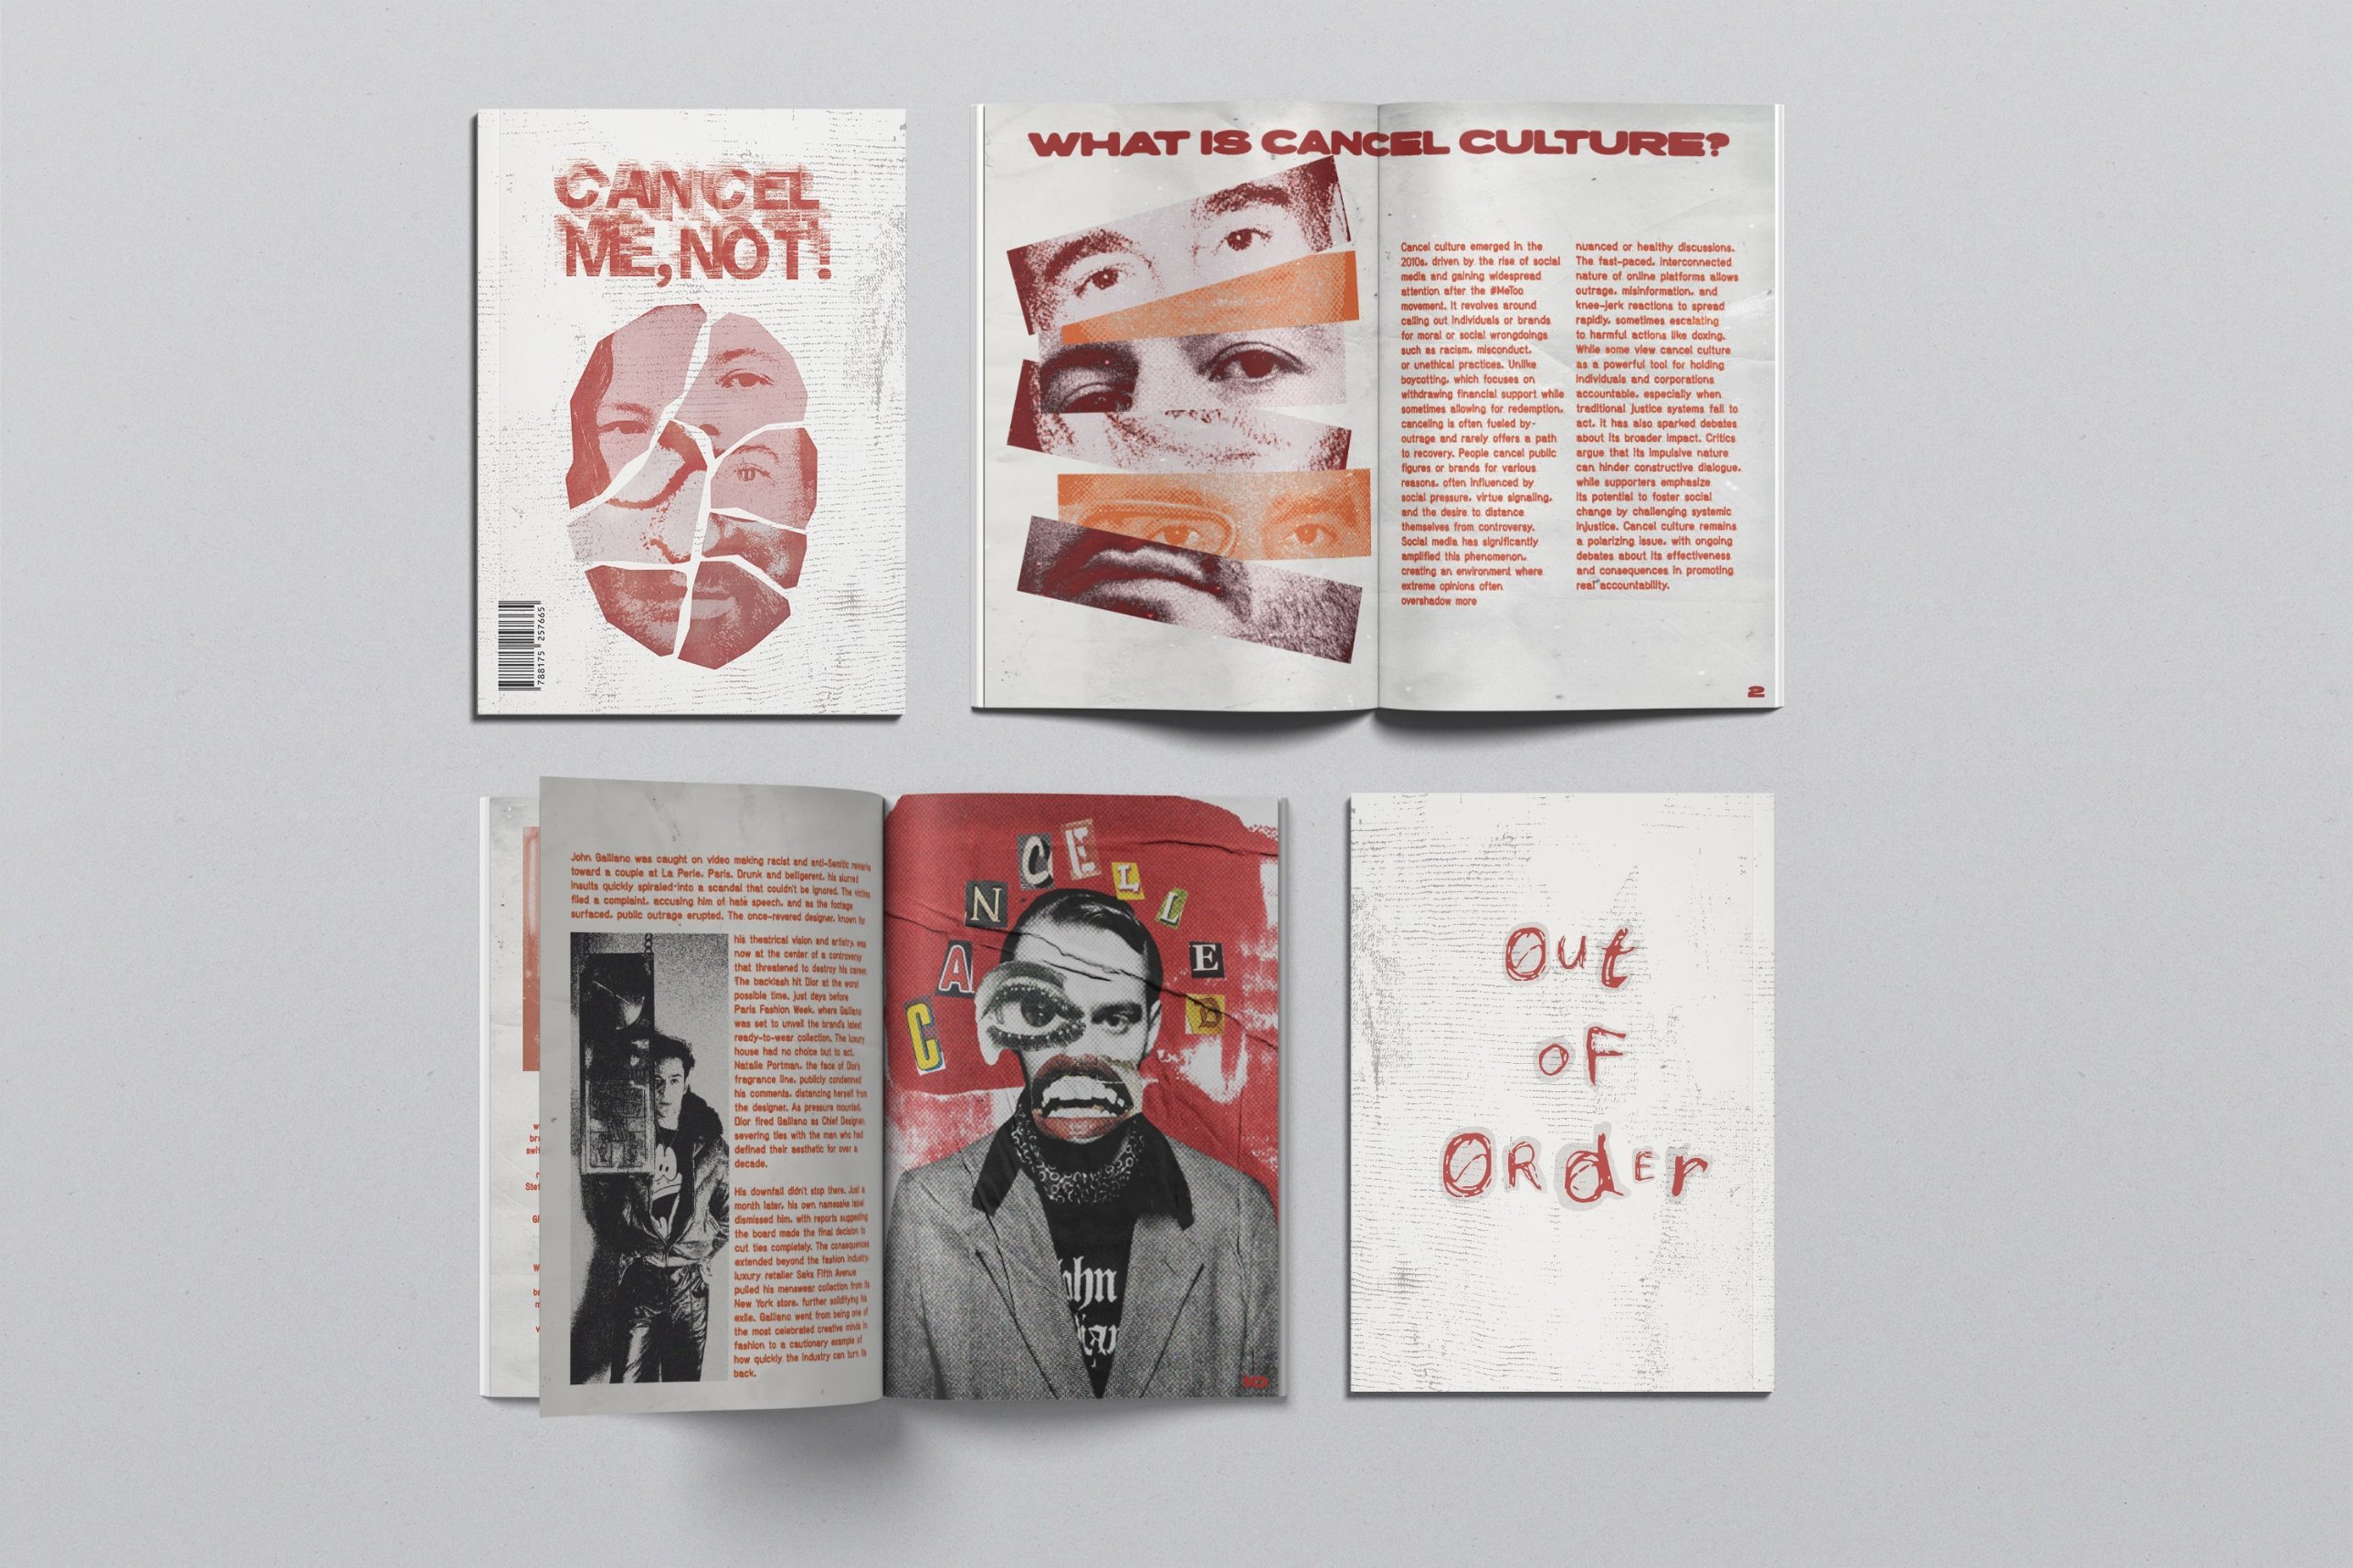 CANCEL
ME, NOT!
788175 257665
WHAT IS CANCEL CULTURE?
Cancel culture emerged in the
2010s, driven by the rise of social
media and gaining widespread
attention after the #MeToo
movement. It revolves around
calling out individuals or brands
for moral or social wrongdoings
such as racism, misconduct,
or unethical practices. Unlike
boycotting, which focuses on
withdrawing financial support while
sometimes allowing for redemption,
canceling is often fueled by
outrage and rarely offers a path
to recovery. People cancel public
figures or brands for various
reasons, often influenced by
social pressure, virtue signaling,
and the desire to distance
themselves from controversy.
Social media has significantly
amplified this phenomenon,
creating an environment where
extreme opinions often
overshadow more
nuanced or healthy discussions.
The fast-paced, interconnected
nature of online platforms allows
outrage, misinformation, and
knee-jerk reactions to spread
rapidly, sometimes escalating
to harmful actions like doxing.
While some view cancel culture
as a powerful tool for holding
individuals and corporations
accountable, especially when
traditional justice systems fail to
act, it has also sparked debates
about its broader impact. Critics
argue that its impulsive nature
can hinder constructive dialogue,
while supporters emphasize
its potential to foster social
change by challenging systemic
injustice. Cancel culture remains
a polarizing issue, with ongoing
debates about its effectiveness
and consequences in promoting
real accountability.
2
John Galliano was caught on video making racist and anti-Semitic remarks
toward a couple at La Perle, Paris. Drunk and belligerent, his slurred
insults quickly spiraled into a scandal that couldn't be ignored. The victims
filed a complaint, accusing him of hate speech, and as the footage
surfaced, public outrage erupted. The once-revered designer, known for
his theatrical vision and artistry, was
now at the center of a controversy
that threatened to destroy his career.
The backlash hit Dior at the worst
possible time, just days before
Paris Fashion Week, where Galliano
was set to unveil the brand's latest
ready-to-wear collection. The luxury
house had no choice but to act.
Natalie Portman, the face of Dior's
fragrance line, publicly condemned
his comments, distancing herself from
the designer. As pressure mounted,
Dior fired Galliano as Chief Designer,
severing ties with the man who had
defined their aesthetic for over a
decade.
His downfall didn't stop there. Just a
month later, his own namesake label
dismissed him, with reports suggesting
the board made the final decision to
cut ties completely. The consequences
extended beyond the fashion industry,
luxury retailer Saks Fifth Avenue
pulled his menswear collection from its
New York store, further solidifying his
exile. Galliano went from being one of
the most celebrated creative minds in
fashion to a cautionary example of
how quickly the industry can turn its
back.
CANCELLED
Out
oF
ORdEr